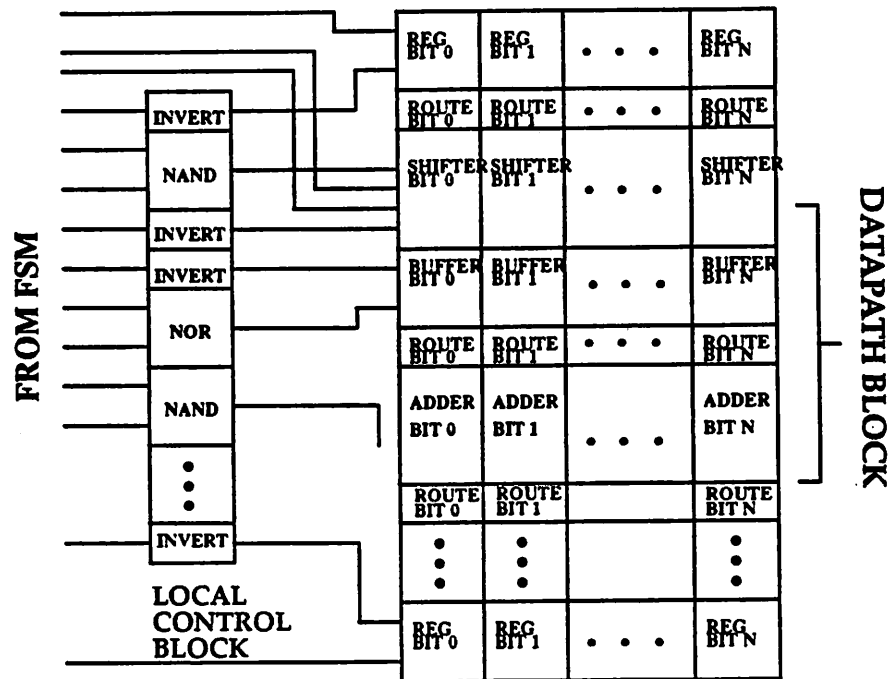 FROM FSM
INVERT
NAND
INVERT
INVERT
NOR
NAND
INVERT
LOCAL
CONTROL
BLOCK
REG REG REG
BIT 0 BIT 1 BIT N
ROUTE ROUTE ROUTE
BIT 0 BIT 1 BIT N
SHIFTER SHIFTER SHIFTER
BIT 0 BIT 1 BIT N
BUFFER BUFFER BUFFER
BIT 0 BIT 1 BIT N
ROUTE ROUTE ROUTE
BIT 0 BIT 1 BIT N
ADDER ADDER ADDER
BIT 0 BIT 1 BIT N
ROUTE ROUTE ROUTE
BIT 0 BIT 1 BIT N
REG REG REG
BIT 0 BIT 1 BIT N
DATAPATH BLOCK